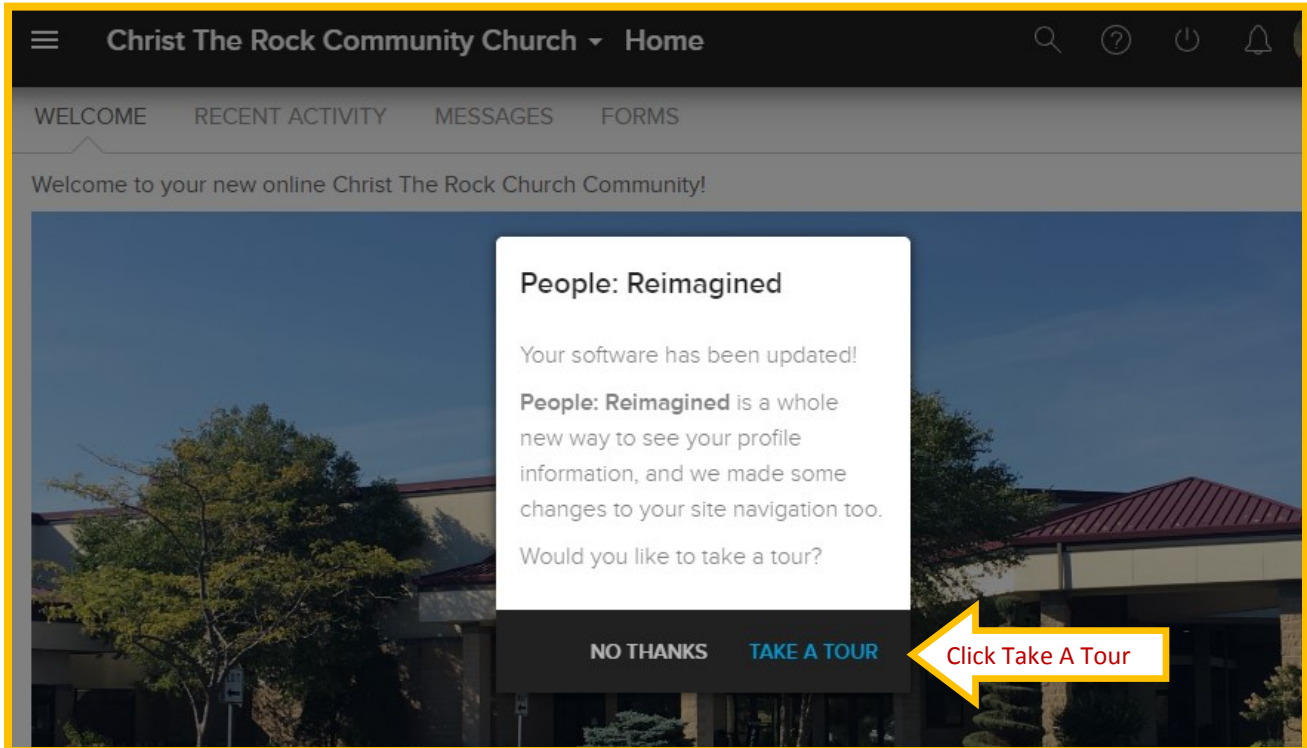 Christ The Rock Community Church Home
WELCOME RECENT ACTIVITY MESSAGES FORMS
Welcome to your new online Christ The Rock Church Community!
People: Reimagined
Your software has been updated!
People: Reimagined is a whole
new way to see your profile
information, and we made some
changes to your site navigation too.
Would you like to take a tour?
NO THANKS TAKE A TOUR
Click Take A Tour